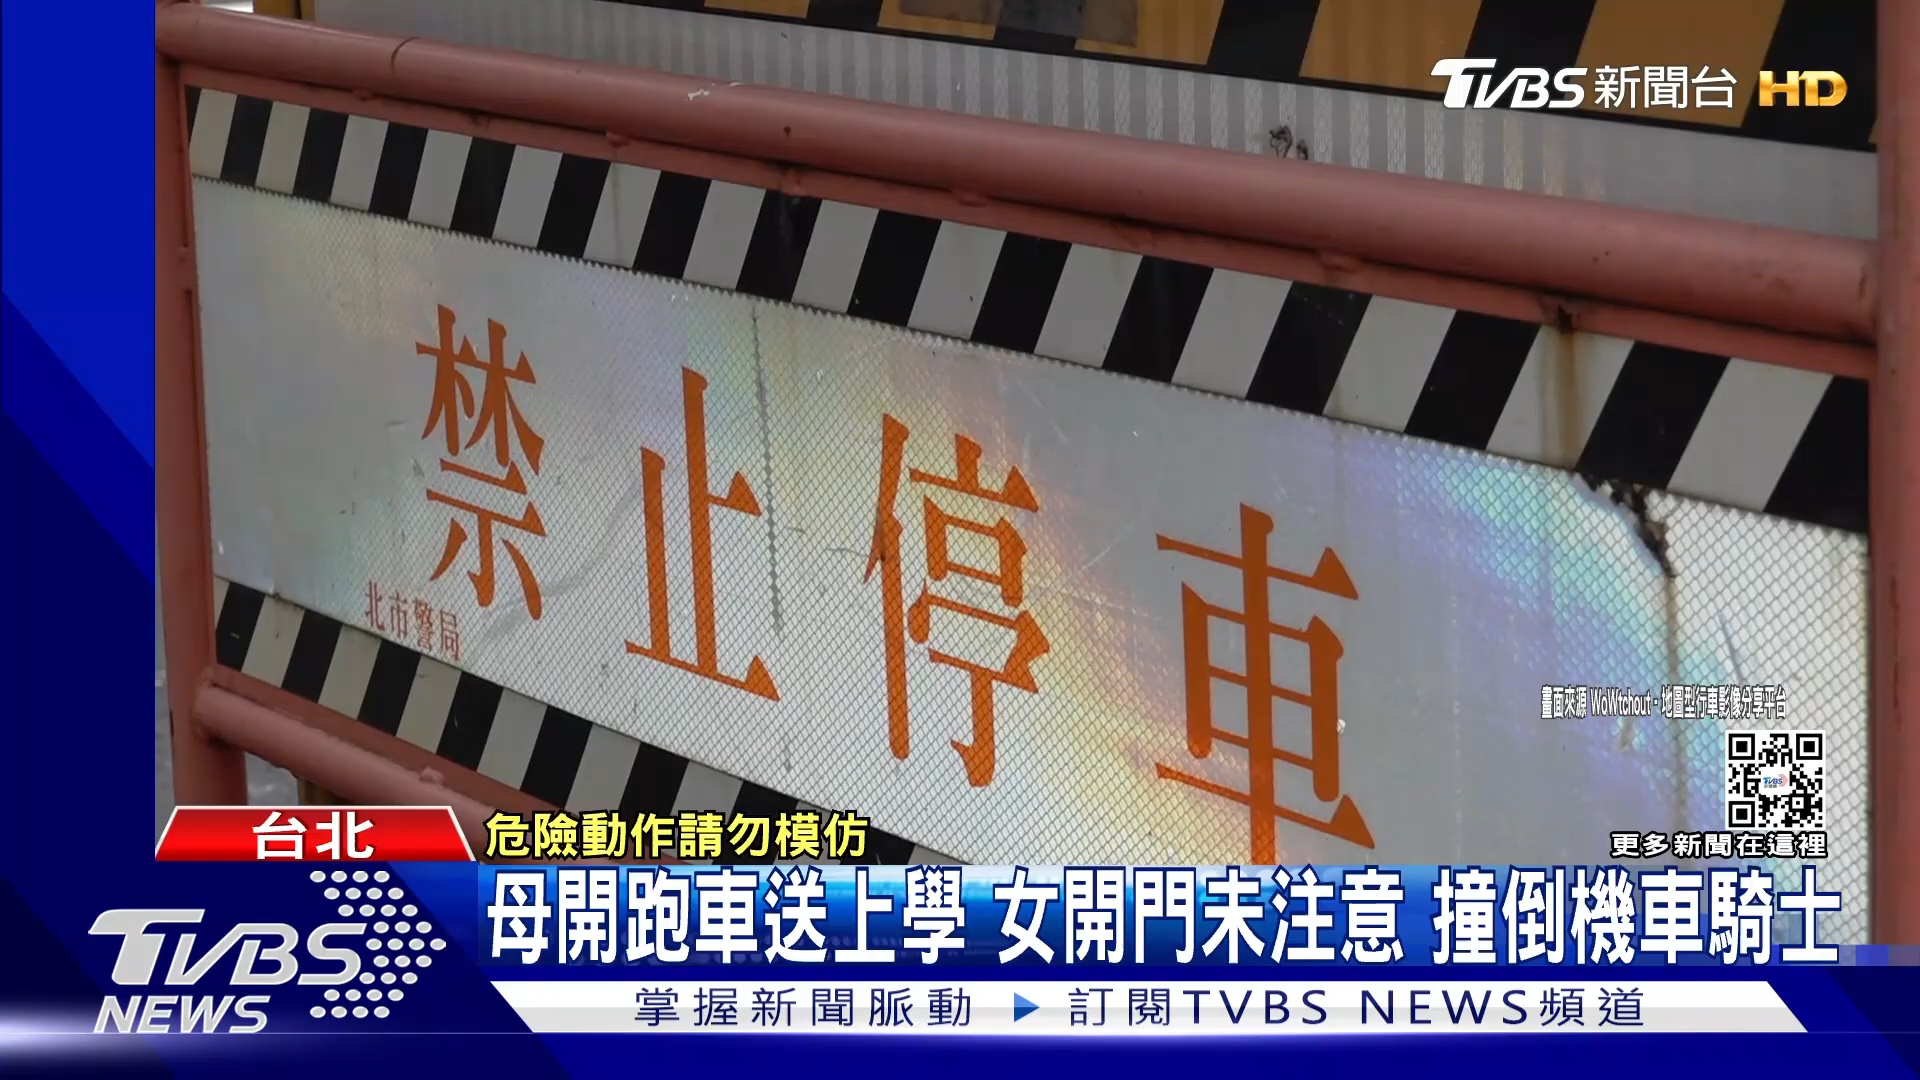 TVBS新聞台 HD
禁止停車
北市警局
畫面來源 WoWtchout - 地圖型行車影像分享平台
TVBS
更多新聞在這裡
台北
危險動作請勿模仿
母開跑車送上學 女開門未注意 撞倒機車騎士
TVBS
NEWS
掌握新聞脈動 ▶ 訂閱TVBS NEWS頻道